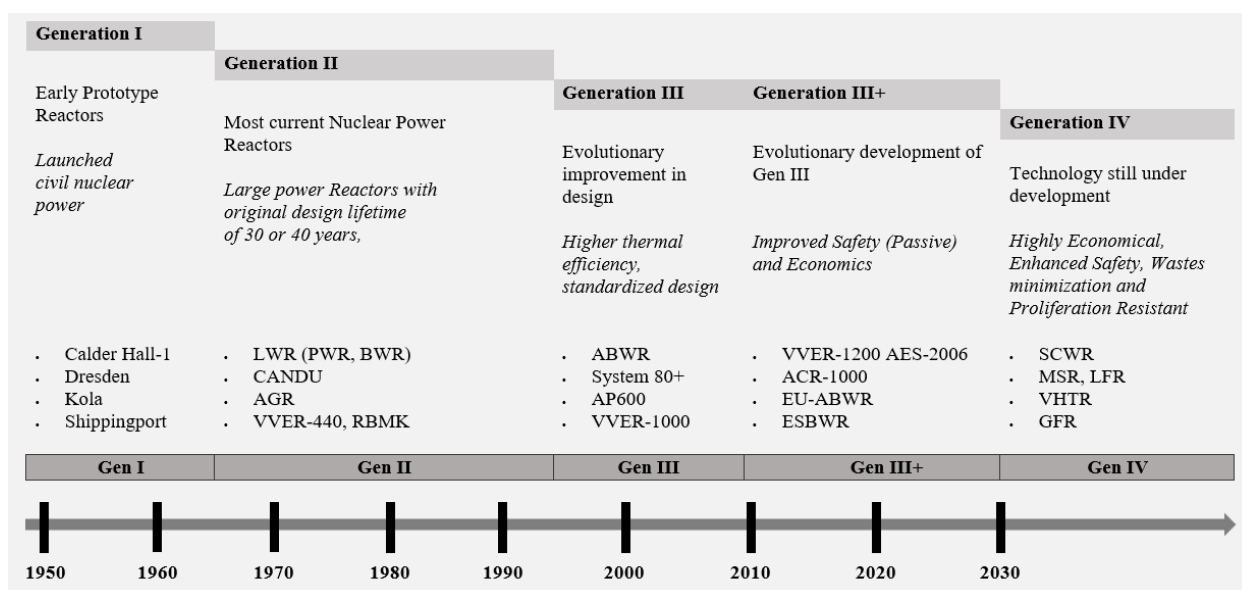 Generation I
Early Prototype
Reactors
Launched
civil nuclear
power
• Calder Hall-1
• Dresden
• Kola
• Shippingport
Generation II
Most current Nuclear Power
Reactors
Large power Reactors with
original design lifetime
of 30 or 40 years,
• LWR (PWR, BWR)
• CANDU
• AGR
• VVER-440, RBMK
Generation III
Evolutionary
improvement in
design
Higher thermal
efficiency,
standardized design
• ABWR
• System 80+
• AP600
• VVER-1000
Generation III+
Evolutionary development of
Gen III
Improved Safety (Passive)
and Economics
• VVER-1200 AES-2006
• ACR-1000
• EU-ABWR
• ESBWR
Generation IV
Technology still under
development
Highly Economical,
Enhanced Safety, Wastes
minimization and
Proliferation Resistant
• SCWR
• MSR, LFR
• VHTR
• GFR
Gen I Gen II Gen III Gen III+ Gen IV
1950 1960 1970 1980 1990 2000 2010 2020 2030